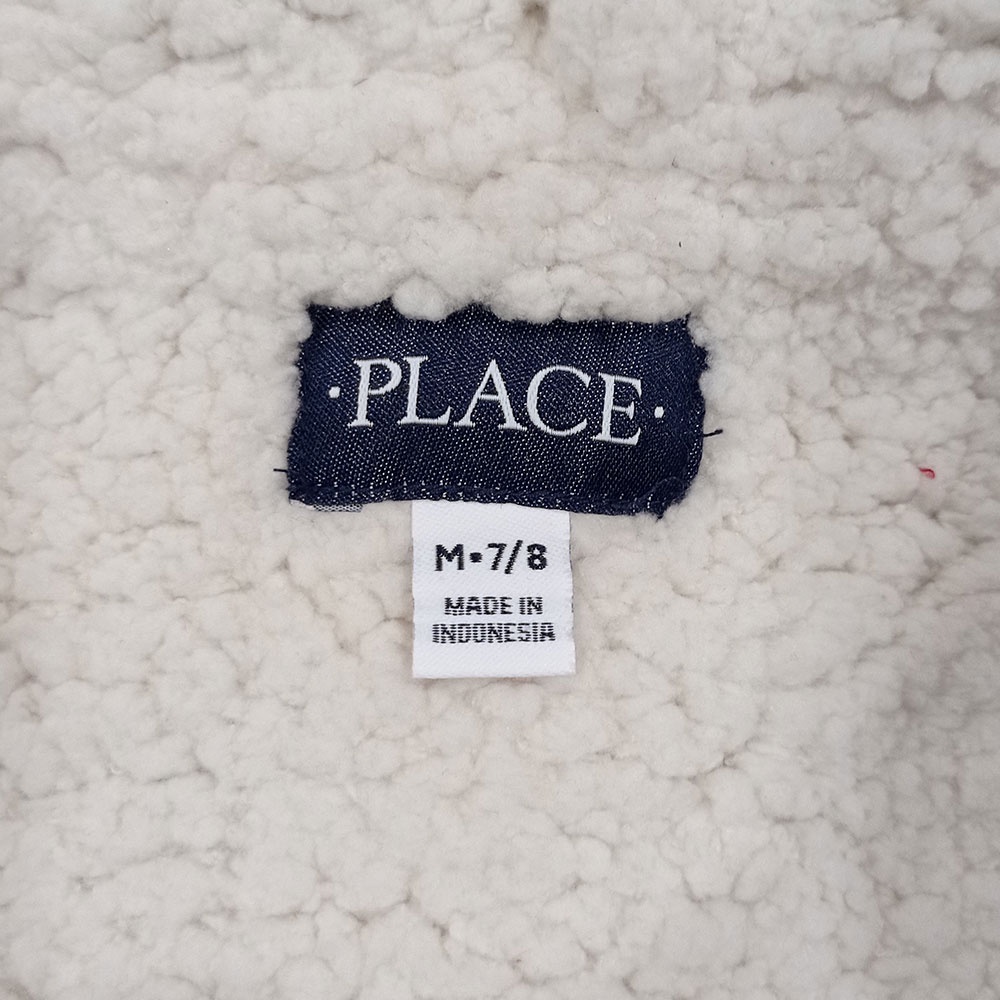 ·PLACE·
M•7/8
MADE IN
INDONESIA